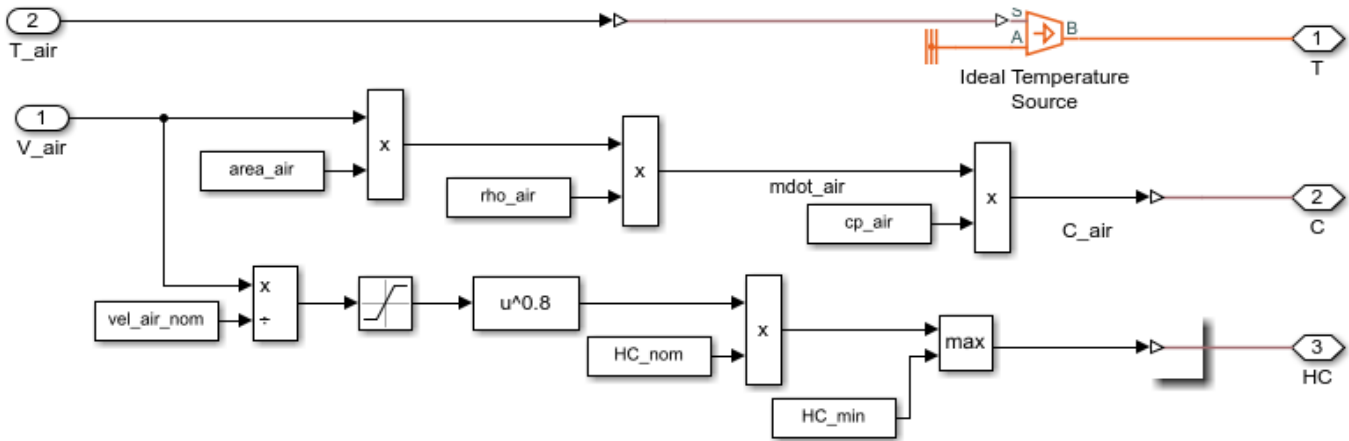 2
T_air
S
A
B
Ideal Temperature
Source
1
T
1
V_air
area_air
x
rho_air
x
mdot_air
cp_air
x
C_air
2
C
vel_air_nom
x
÷
u^0.8
HC_nom
x
HC_min
max
3
HC